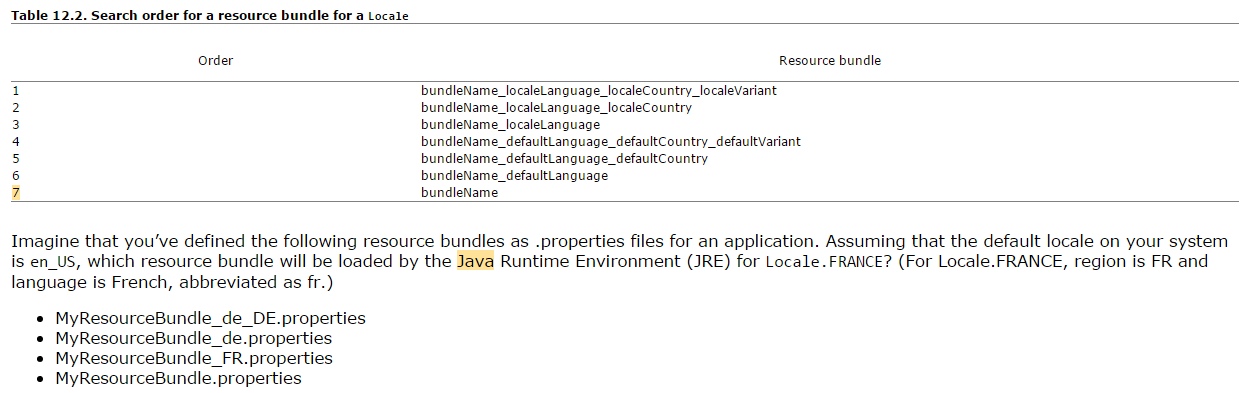 Table 12.2. Search order for a resource bundle for a Locale
Order Resource bundle
1 bundleName_localeLanguage_localeCountry_localeVariant
2 bundleName_localeLanguage_localeCountry
3 bundleName_localeLanguage
4 bundleName_defaultLanguage_defaultCountry_defaultVariant
5 bundleName_defaultLanguage_defaultCountry
6 bundleName_defaultLanguage
7 bundleName
Imagine that you’ve defined the following resource bundles as .properties files for an application. Assuming that the default locale on your system
is en_US, which resource bundle will be loaded by the Java Runtime Environment (JRE) for Locale.FRANCE? (For Locale.FRANCE, region is FR and
language is French, abbreviated as fr.)
• MyResourceBundle_de_DE.properties
• MyResourceBundle_de.properties
• MyResourceBundle_FR.properties
• MyResourceBundle.properties